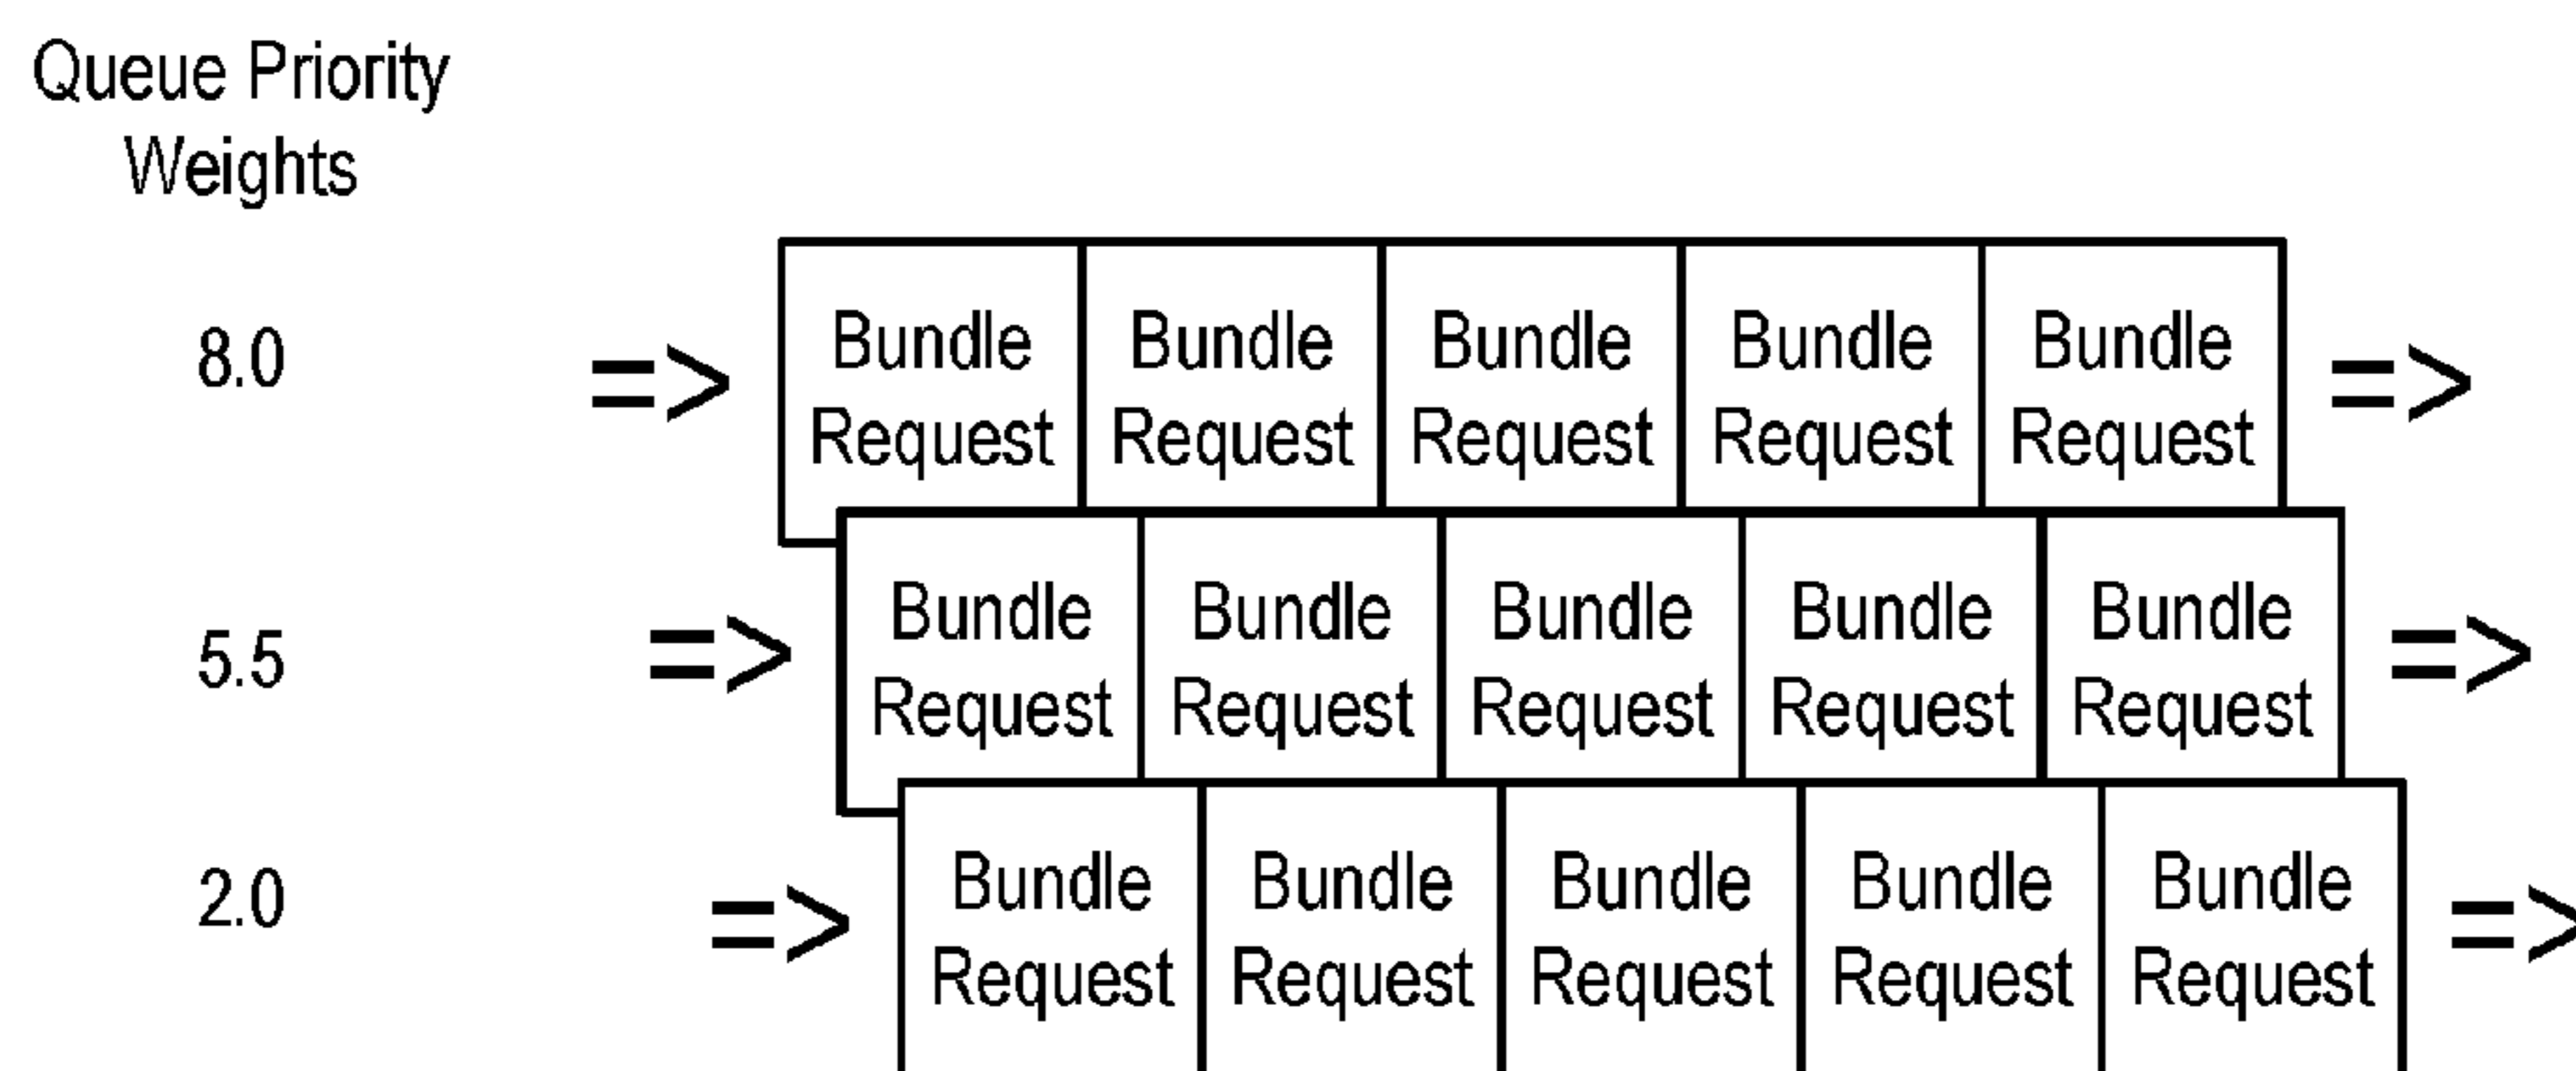 Queue Priority
Weights
8.0 => Bundle Request Bundle Request Bundle Request Bundle Request Bundle Request =>
5.5 => Bundle Request Bundle Request Bundle Request Bundle Request Bundle Request =>
2.0 => Bundle Request Bundle Request Bundle Request Bundle Request Bundle Request =>